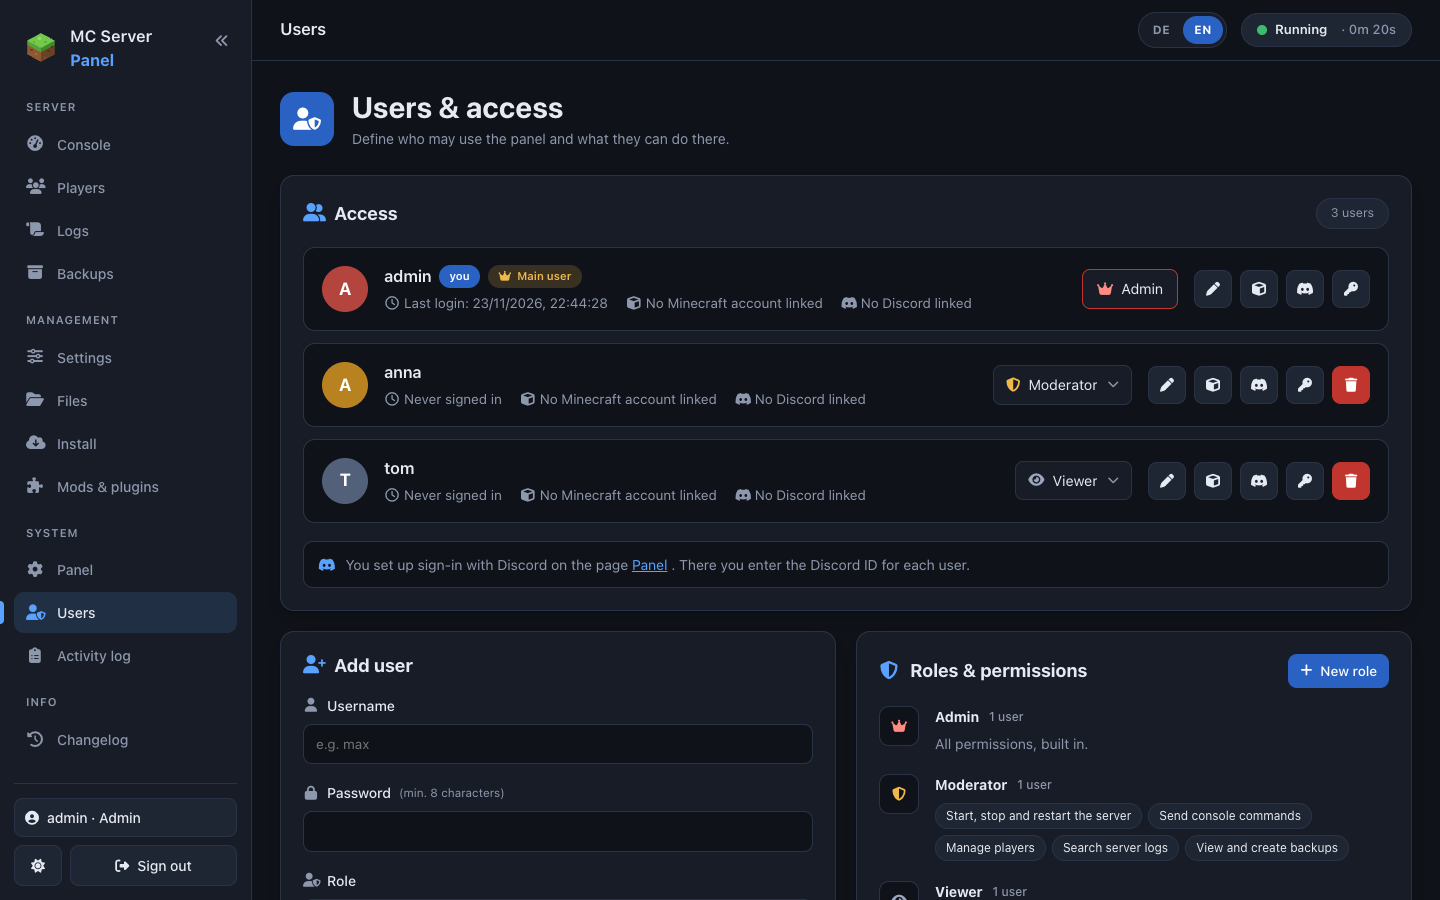 MC Server
Panel
SERVER
Console
Players
Logs
Backups
MANAGEMENT
Settings
Files
Install
Mods & plugins
SYSTEM
Panel
Users
Activity log
INFO
Changelog
admin · Admin
Sign out
Users
DE EN
Running · 0m 20s
Users & access
Define who may use the panel and what they can do there.
Access
3 users
A
admin you Main user
Last login: 23/11/2026, 22:44:28 No Minecraft account linked No Discord linked
Admin
A
anna
Never signed in No Minecraft account linked No Discord linked
Moderator
T
tom
Never signed in No Minecraft account linked No Discord linked
Viewer
You set up sign-in with Discord on the page Panel . There you enter the Discord ID for each user.
Add user
Username
e.g. max
Password (min. 8 characters)
Role
Roles & permissions
New role
Admin 1 user
All permissions, built in.
Moderator 1 user
Start, stop and restart the server Send console commands
Manage players Search server logs View and create backups
Viewer 1 user